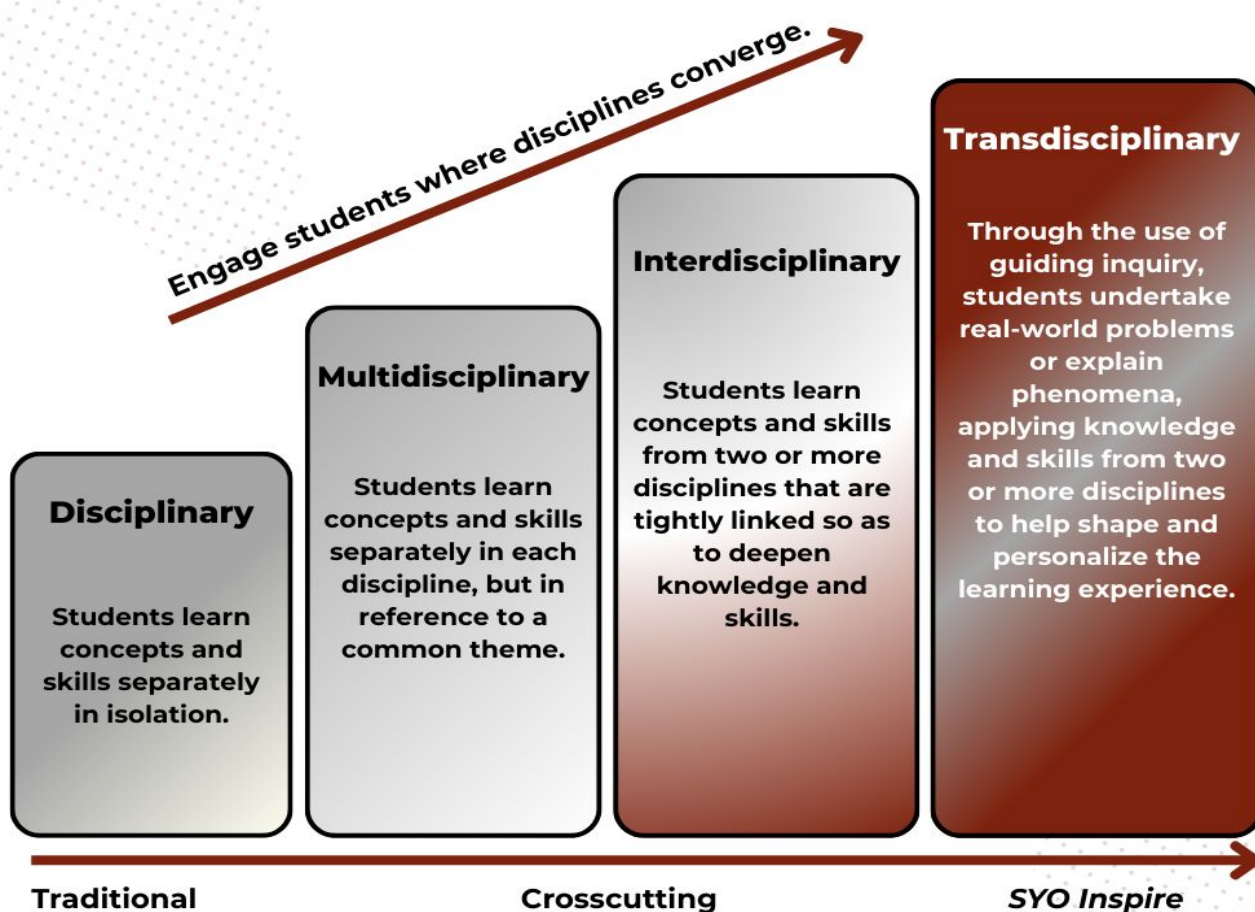 Engage students where disciplines converge.
Disciplinary
Students learn
concepts and
skills separately
in isolation.
Multidisciplinary
Students learn
concepts and skills
separately in each
discipline, but in
reference to a
common theme.
Interdisciplinary
Students learn
concepts and skills
from two or more
disciplines that are
tightly linked so as
to deepen
knowledge and
skills.
Transdisciplinary
Through the use of
guiding inquiry,
students undertake
real-world problems
or explain
phenomena,
applying knowledge
and skills from two
or more disciplines
to help shape and
personalize the
learning experience.
Traditional
Crosscutting
SYO Inspire